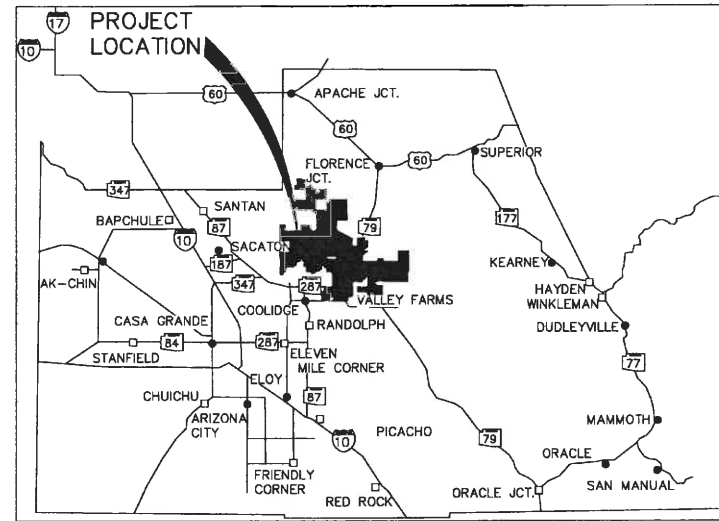 17
PROJECT
LOCATION
10
60
APACHE JCT.
60
FLORENCE
JCT.
60
SUPERIOR
347
SANTAN
87
BAPCHULE
10
79
177
SACATON
187
KEARNEY
AK-CHIN
347
287
HAYDEN
WINKLEMAN
COOLIDGE
VALLEY FARMS
CASA GRANDE
RANDOLPH
DUDLEYVILLE
84
287
STANFIELD
ELEVEN
MILE CORNER
77
ELOY
CHUICHU
87
ARIZONA
CITY
MAMMOTH
10
PICACHO
79
ORACLE
FRIENDLY
CORNER
SAN MANUAL
RED ROCK
ORACLE JCT.